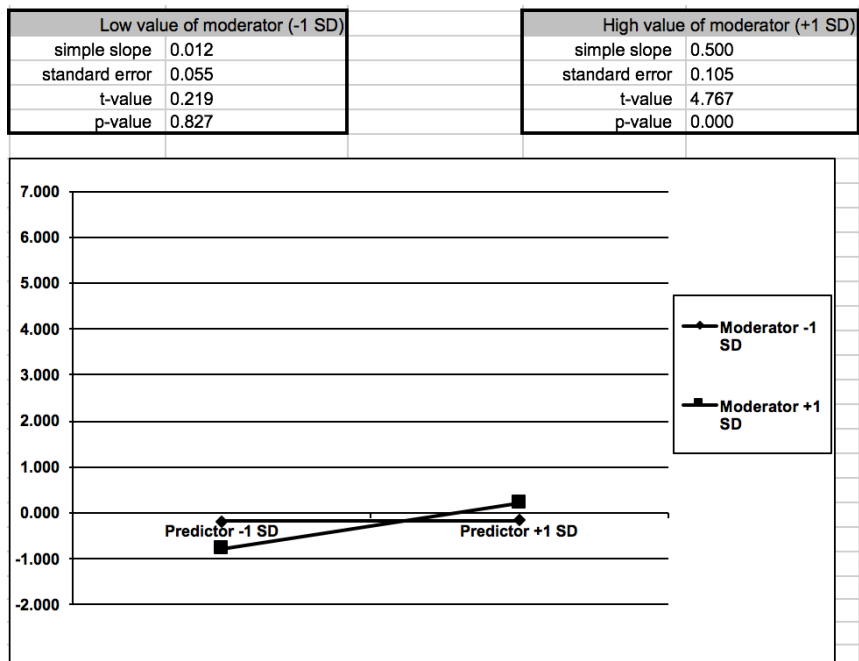 Low value of moderator (-1 SD)
High value of moderator (+1 SD)
simple slope 0.012
simple slope 0.500
standard error 0.055
standard error 0.105
t-value 0.219
t-value 4.767
p-value 0.827
p-value 0.000
7.000
6.000
5.000
4.000
3.000
2.000
1.000
0.000
-1.000
-2.000
Predictor -1 SD
Predictor +1 SD
Moderator -1
SD
Moderator +1
SD